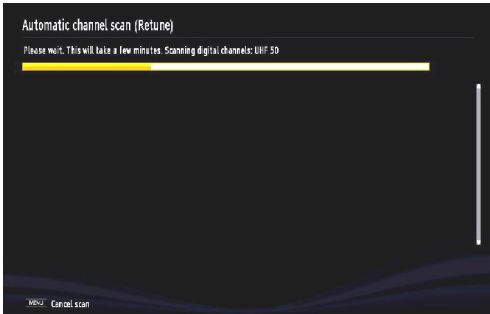 Automatic channel scan (Retune)
Please wait. This will take a few minutes. Scanning digital channels: UHF 50
MENU Cancel scan